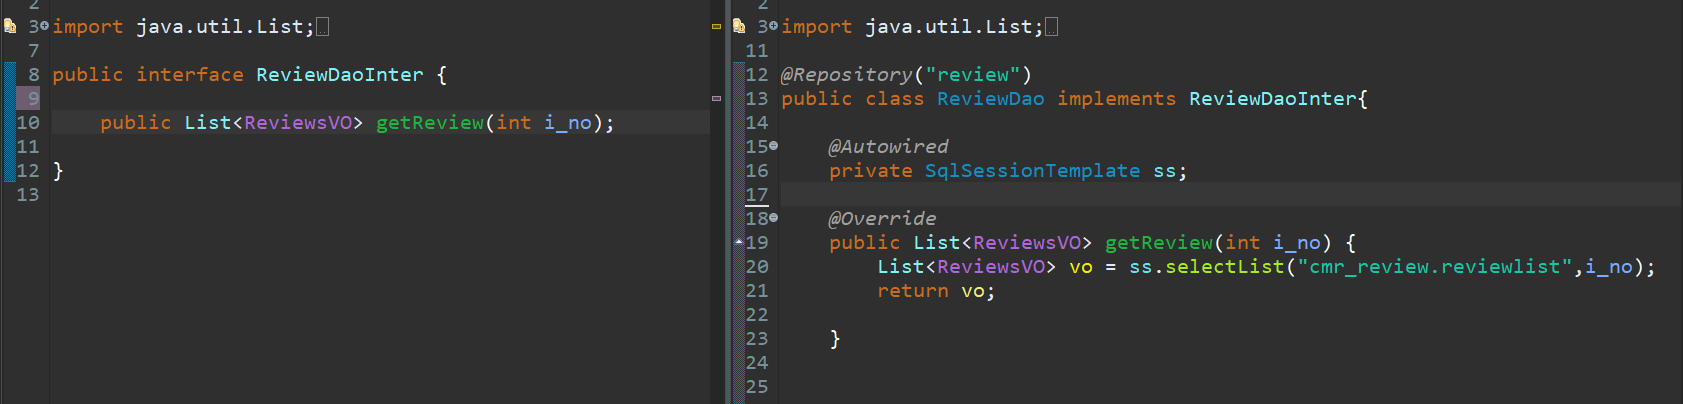 2
3 import java.util.List;
7
8 public interface ReviewDaoInter {
9
10 public List<ReviewsVO> getReview(int i_no);
11
12 }
13
2
3 import java.util.List;
11
12 @Repository("review")
13 public class ReviewDao implements ReviewDaoInter{
14
15 @Autowired
16 private SqlSessionTemplate ss;
17
18 @Override
19 public List<ReviewsVO> getReview(int i_no) {
20 List<ReviewsVO> vo = ss.selectList("cmr_review.reviewlist",i_no);
21 return vo;
22
23 }
24
25